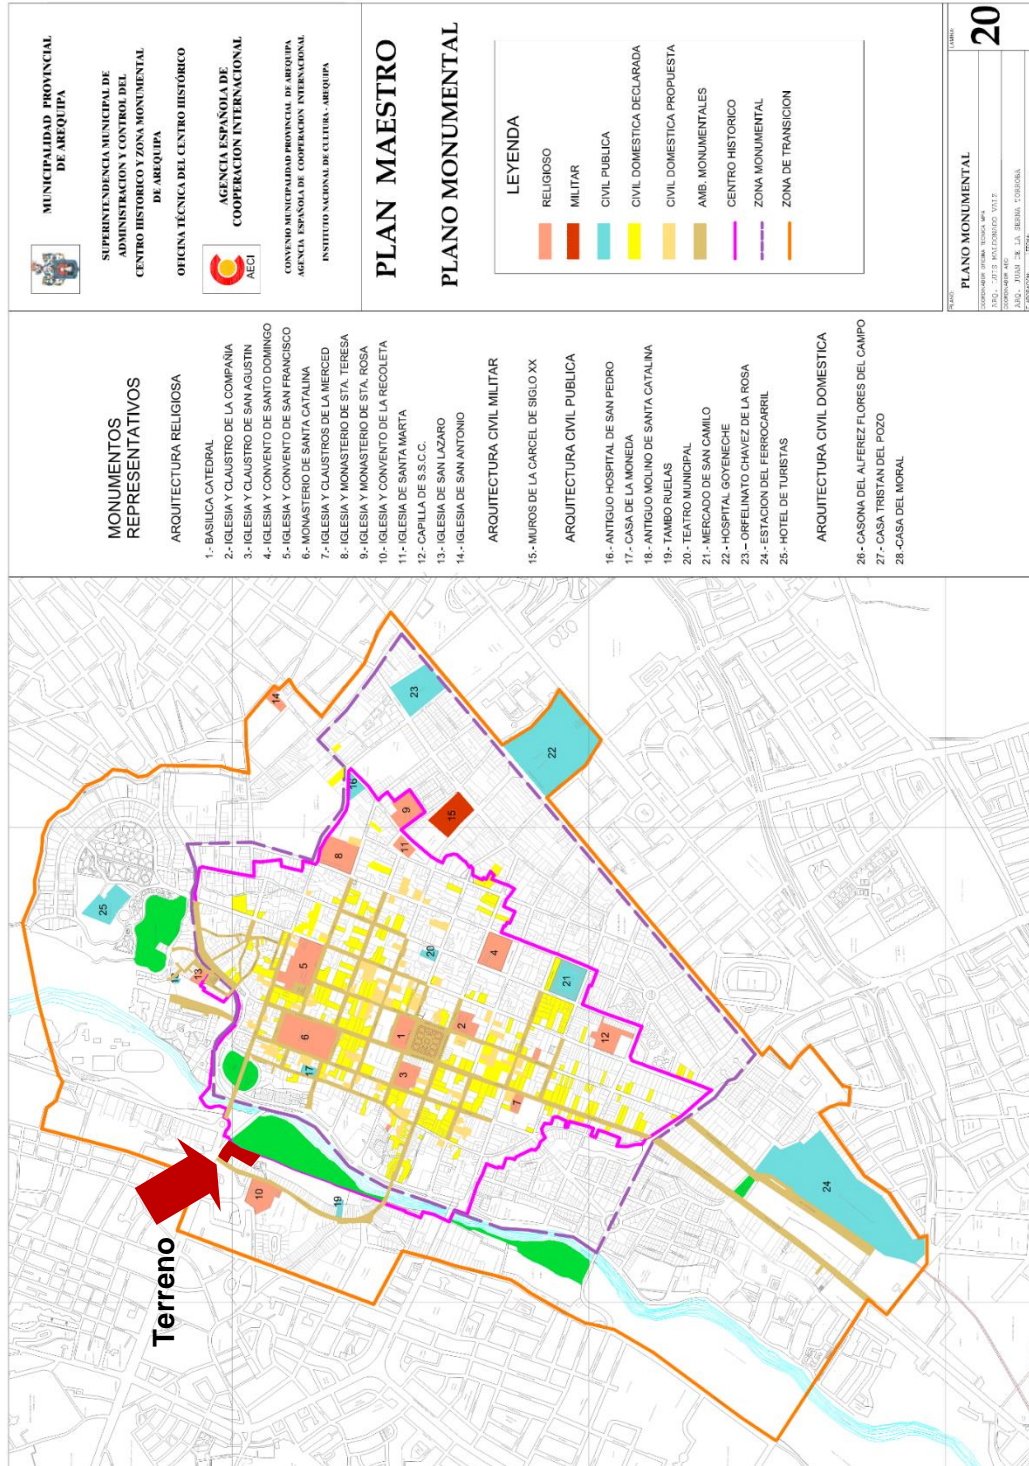 MUNICIPALIDAD PROVINCIAL
DE AREQUIPA
SUPERINTENDENCIA MUNICIPAL DE
ADMINISTRACION Y CONTROL DEL
CENTRO HISTORICO Y ZONA MONUMENTAL
DE AREQUIPA
OFICINA TÉCNICA DEL CENTRO HISTÓRICO
AECI
AGENCIA ESPAÑOLA DE
COOPERACION INTERNACIONAL
CONVENIO MUNICIPALIDAD PROVINCIAL DE AREQUIPA
AGENCIA ESPAÑOLA DE COOPERACION INTERNACIONAL
INSTITUTO NACIONAL DE CULTURA - AREQUIPA
PLAN MAESTRO
PLANO MONUMENTAL
LEYENDA
RELIGIOSO
MILITAR
CIVIL PUBLICA
CIVIL DOMESTICA DECLARADA
CIVIL DOMESTICA PROPUESTA
AMB. MONUMENTALES
CENTRO HISTORICO
ZONA MONUMENTAL
ZONA DE TRANSICION
PLANO:
PLANO MONUMENTAL
LAMINA:
20
MONUMENTOS
REPRESENTATIVOS
ARQUITECTURA RELIGIOSA
1.- BASILICA CATEDRAL
2.- IGLESIA Y CLAUSTRO DE LA COMPAÑIA
3.- IGLESIA Y CLAUSTRO DE SAN AGUSTIN
4.- IGLESIA Y CONVENTO DE SANTO DOMINGO
5.- IGLESIA Y CONVENTO DE SAN FRANCISCO
6.- MONASTERIO DE SANTA CATALINA
7.- IGLESIA Y CLAUSTROS DE LA MERCED
8.- IGLESIA Y MONASTERIO DE STA. TERESA
9.- IGLESIA Y MONASTERIO DE STA. ROSA
10.- IGLESIA Y CONVENTO DE LA RECOLETA
11.- IGLESIA DE SANTA MARTA
12.- CAPILLA DE S.S.C.C.
13.- IGLESIA DE SAN LAZARO
14.- IGLESIA DE SAN ANTONIO
ARQUITECTURA CIVIL MILITAR
15.- MUROS DE LA CARCEL DE SIGLO XX
ARQUITECTURA CIVIL PUBLICA
16.- ANTIGUO HOSPITAL DE SAN PEDRO
17.- CASA DE LA MONEDA
18.- ANTIGUO MOLINO DE SANTA CATALINA
19.- TAMBO RUELAS
20.- TEATRO MUNICIPAL
21.- MERCADO DE SAN CAMILO
22.- HOSPITAL GOYENECHE
23.- ORFELINATO CHAVEZ DE LA ROSA
24.- ESTACION DEL FERROCARRIL
25.- HOTEL DE TURISTAS
ARQUITECTURA CIVIL DOMESTICA
26.- CASONA DEL ALFEREZ FLORES DEL CAMPO
27.- CASA TRISTAN DEL POZO
28.-CASA DEL MORAL
Terreno
14
23
22
16
9
15
11
8
25
20
4
5
21
13
1
2
12
6
17
3
7
10
19
24